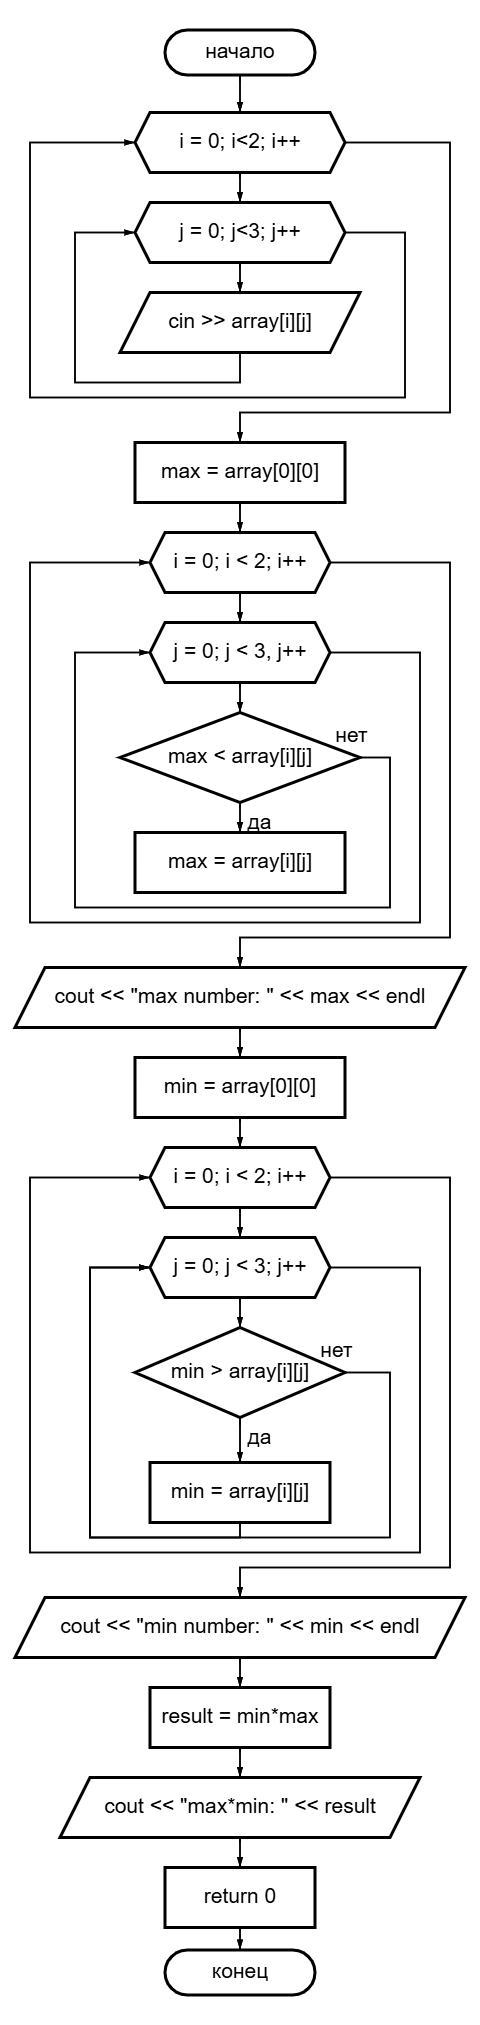 начало
i = 0; i<2; i++
j = 0; j<3; j++
cin >> array[i][j]
max = array[0][0]
i = 0; i < 2; i++
j = 0; j < 3, j++
нет
max < array[i][j]
да
max = array[i][j]
cout << "max number: " << max << endl
min = array[0][0]
i = 0; i < 2; i++
j = 0; j < 3; j++
нет
min > array[i][j]
да
min = array[i][j]
cout << "min number: " << min << endl
result = min*max
cout << "max*min: " << result
return 0
конец